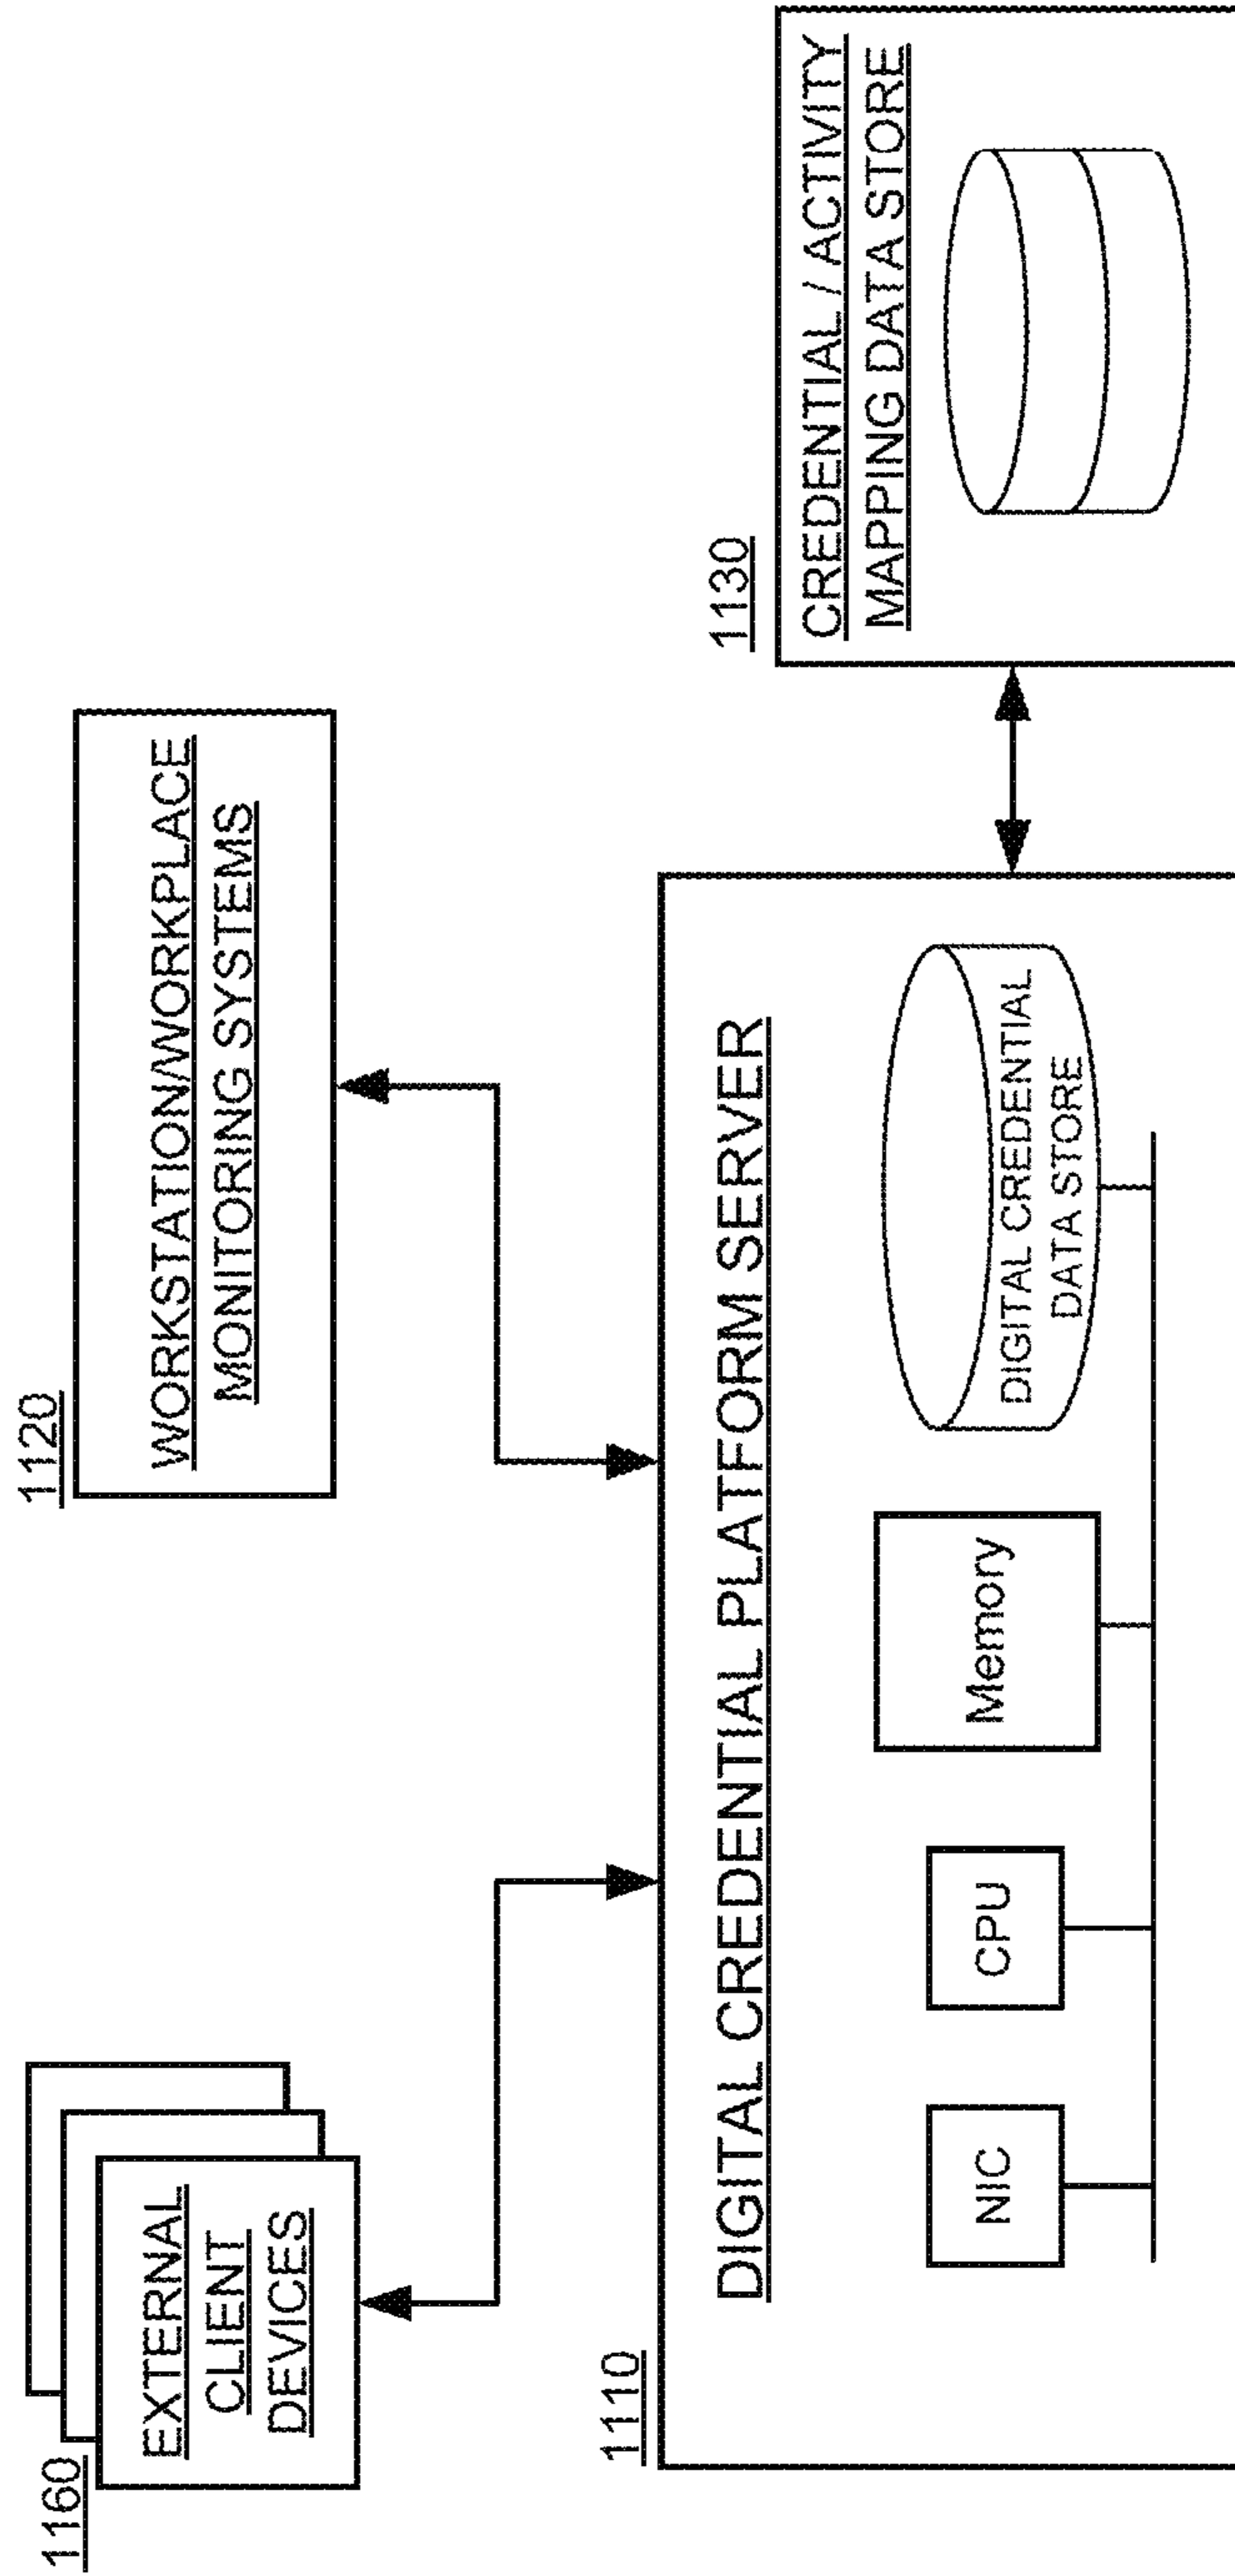 1160
EXTERNAL
CLIENT
DEVICES
1120
WORKSTATION/WORKPLACE
MONITORING SYSTEMS
1110
DIGITAL CREDENTIAL PLATFORM SERVER
NIC
CPU
Memory
DIGITAL CREDENTIAL
DATA STORE
1130
CREDENTIAL / ACTIVITY
MAPPING DATA STORE